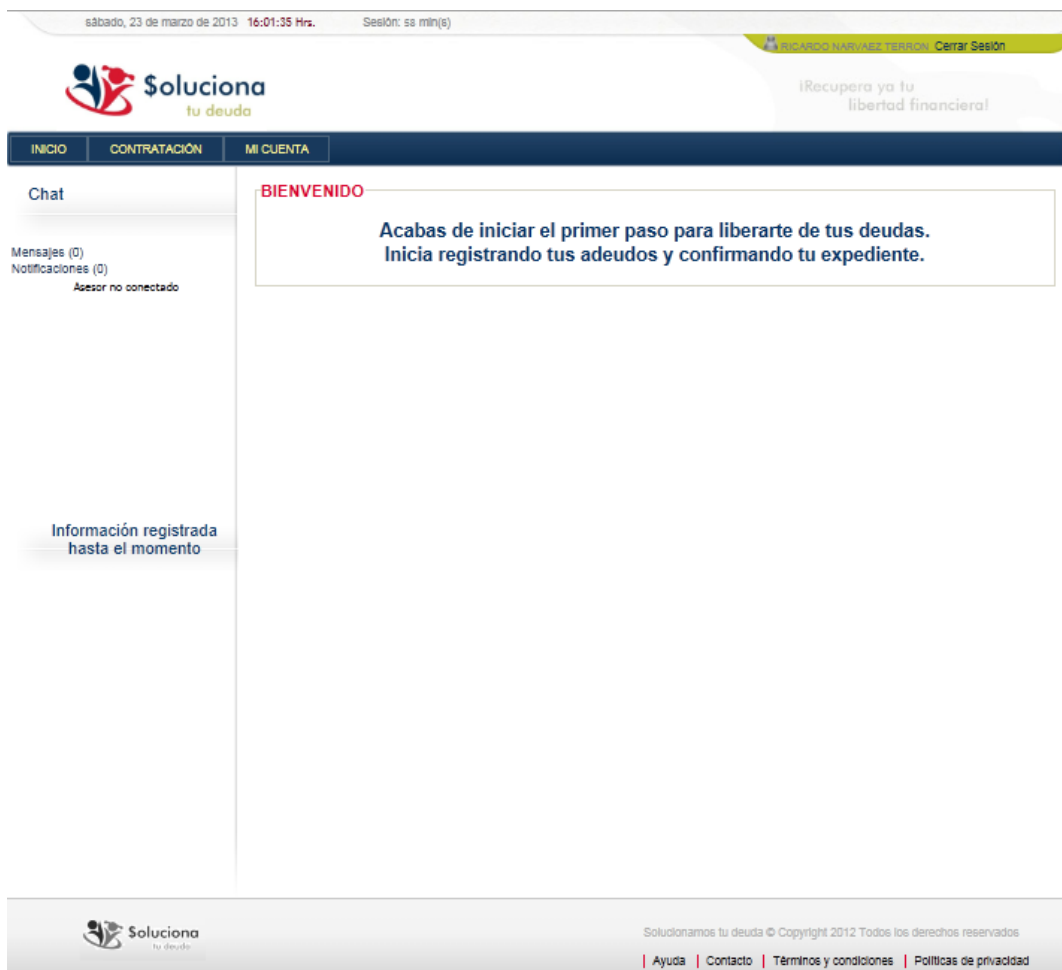 sábado, 23 de marzo de 2013 16:01:35 Hrs. Sesión: 58 min(s)
RICARDO NARVAEZ TERRON Cerrar Sesión
$oluciona
tu deuda
¡Recupera ya tu
libertad financiera!
INICIO CONTRATACIÓN MI CUENTA
Chat
Mensajes (0)
Notificaciones (0)
Asesor no conectado
BIENVENIDO
Acabas de iniciar el primer paso para liberarte de tus deudas.
Inicia registrando tus adeudos y confirmando tu expediente.
Información registrada
hasta el momento
$oluciona
tu deuda
Solucionamos tu deuda © Copyright 2012 Todos los derechos reservados
| Ayuda | Contacto | Términos y condiciones | Políticas de privacidad